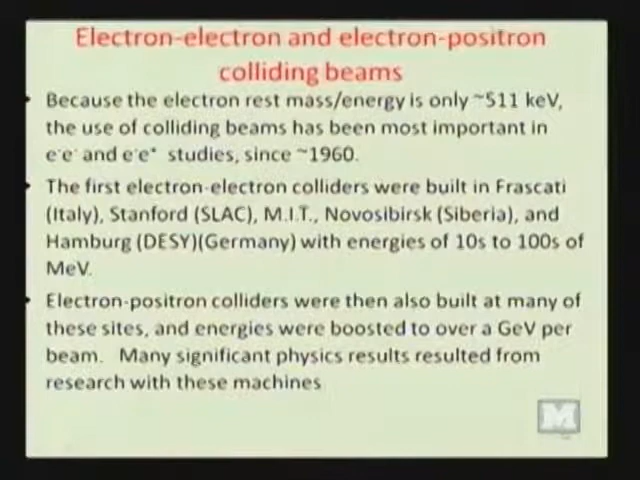 Electron-electron and electron-positron
colliding beams
Because the electron rest mass/energy is only ~511 keV,
the use of colliding beams has been most important in
e⁻e⁻ and e⁻e⁺ studies, since ~1960.
The first electron-electron colliders were built in Frascati
(Italy), Stanford (SLAC), M.I.T., Novosibirsk (Siberia), and
Hamburg (DESY)(Germany) with energies of 10s to 100s of
MeV.
Electron-positron colliders were then also built at many of
these sites, and energies were boosted to over a GeV per
beam. Many significant physics results resulted from
research with these machines
M